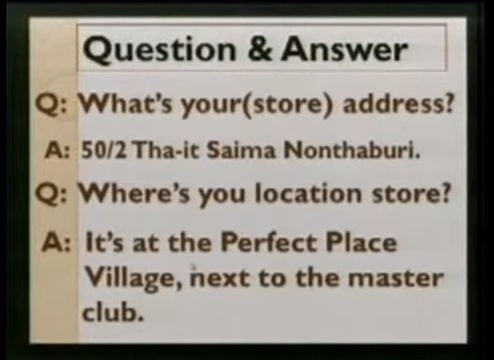 Question & Answer
Q: What's your(store) address?
A: 50/2 Tha-it Saima Nonthaburi.
Q: Where's you location store?
A: It's at the Perfect Place
Village, next to the master
club.